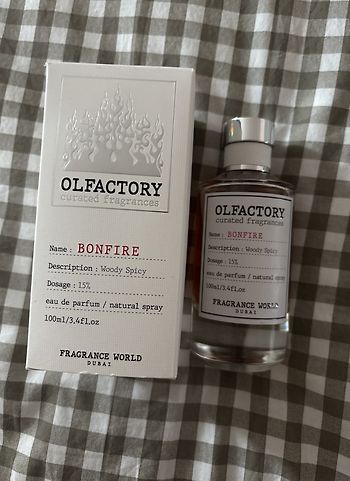 OLFACTORY
curated fragrances
Name : BONFIRE
Description : Woody Spicy
Dosage : 15%
eau de parfum / natural spray
100ml/3.4fl.oz
FRAGRANCE WORLD
DUBAI
OLFACTORY
curated fragrances
Name : BONFIRE
Description : Woody Spicy
Dosage : 15%
eau de parfum / natural spray
100ml/3.4fl.oz
FRAGRANCE WORLD
DUBAI